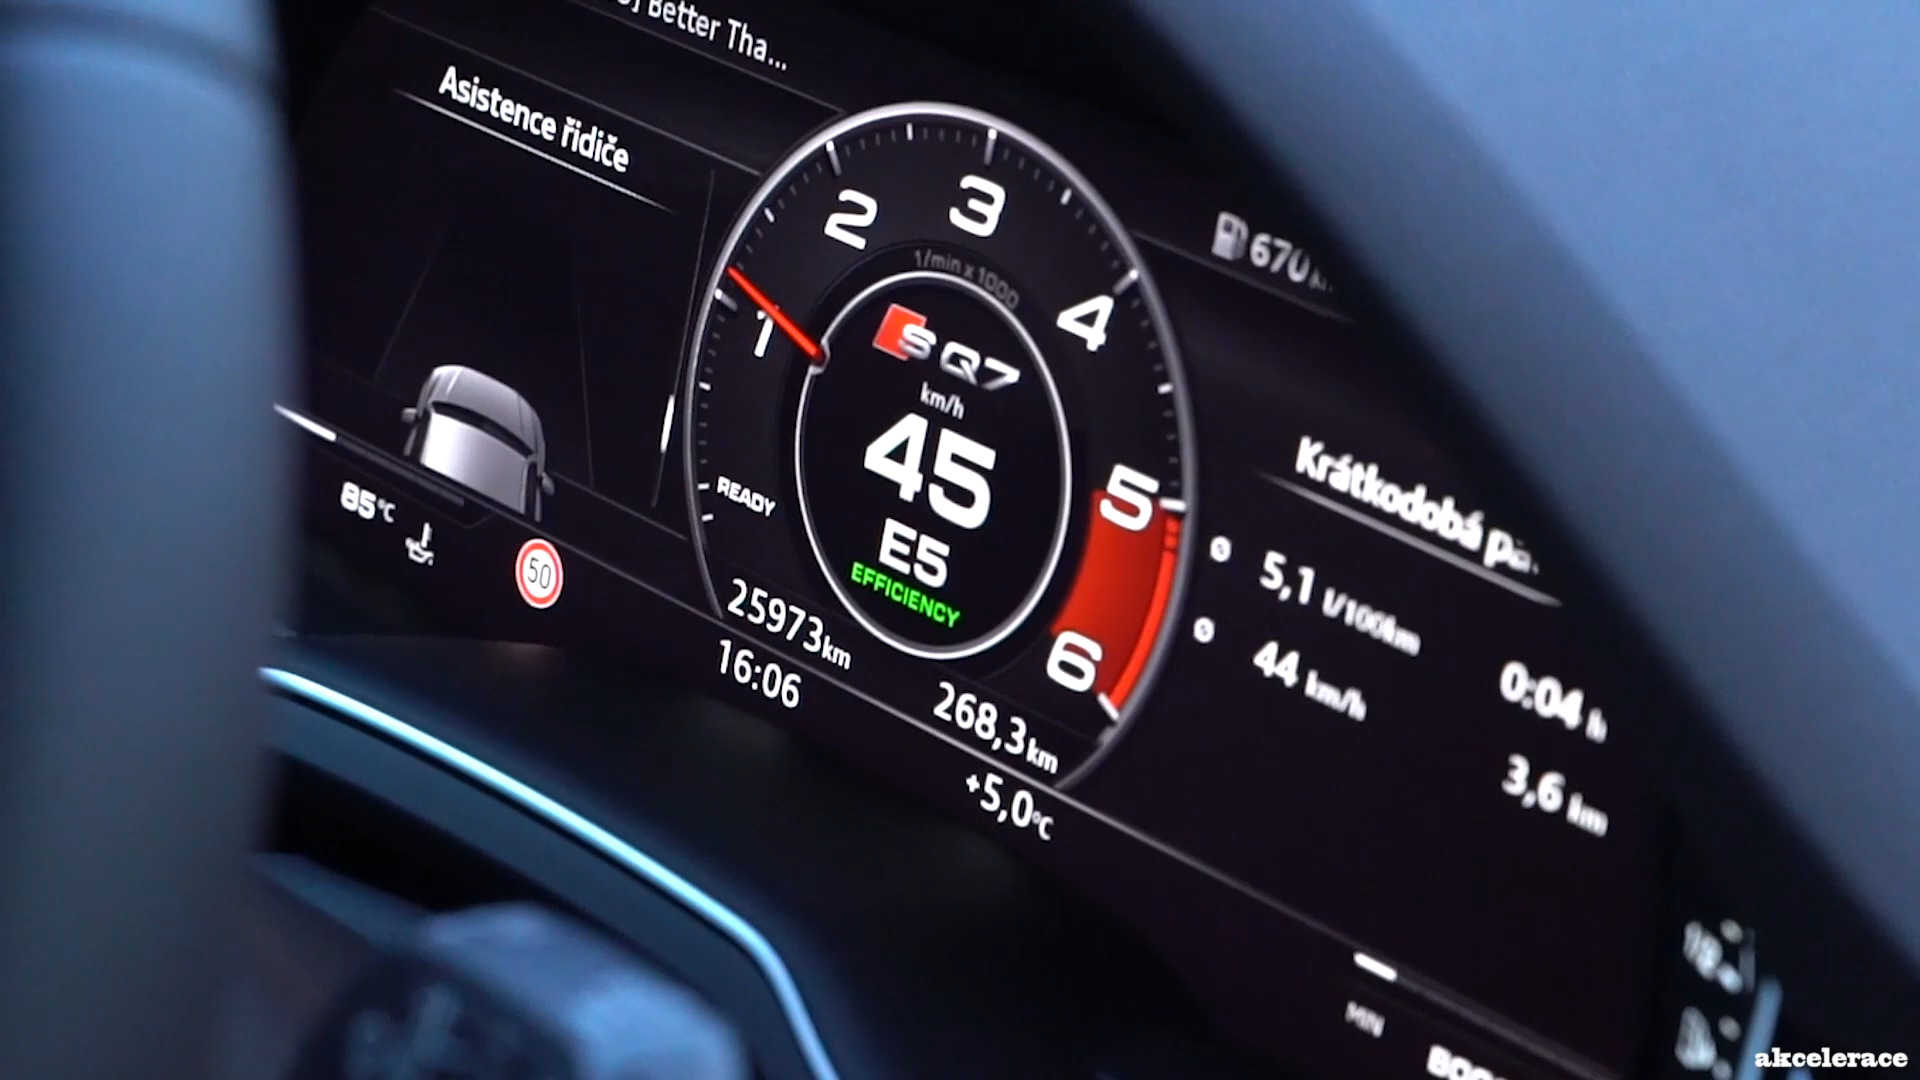 Better Tha...
Asistence řidiče
670
1
2
3
4
5
6
1/min x 1000
S Q7
km/h
45
E5
EFFICIENCY
READY
85°C
50
25973km
16:06
268,3km
+5,0°C
Krátkodobá
5,1 l/100km
44 km/h
0:04 h
3,6 km
MIN
akcelerace